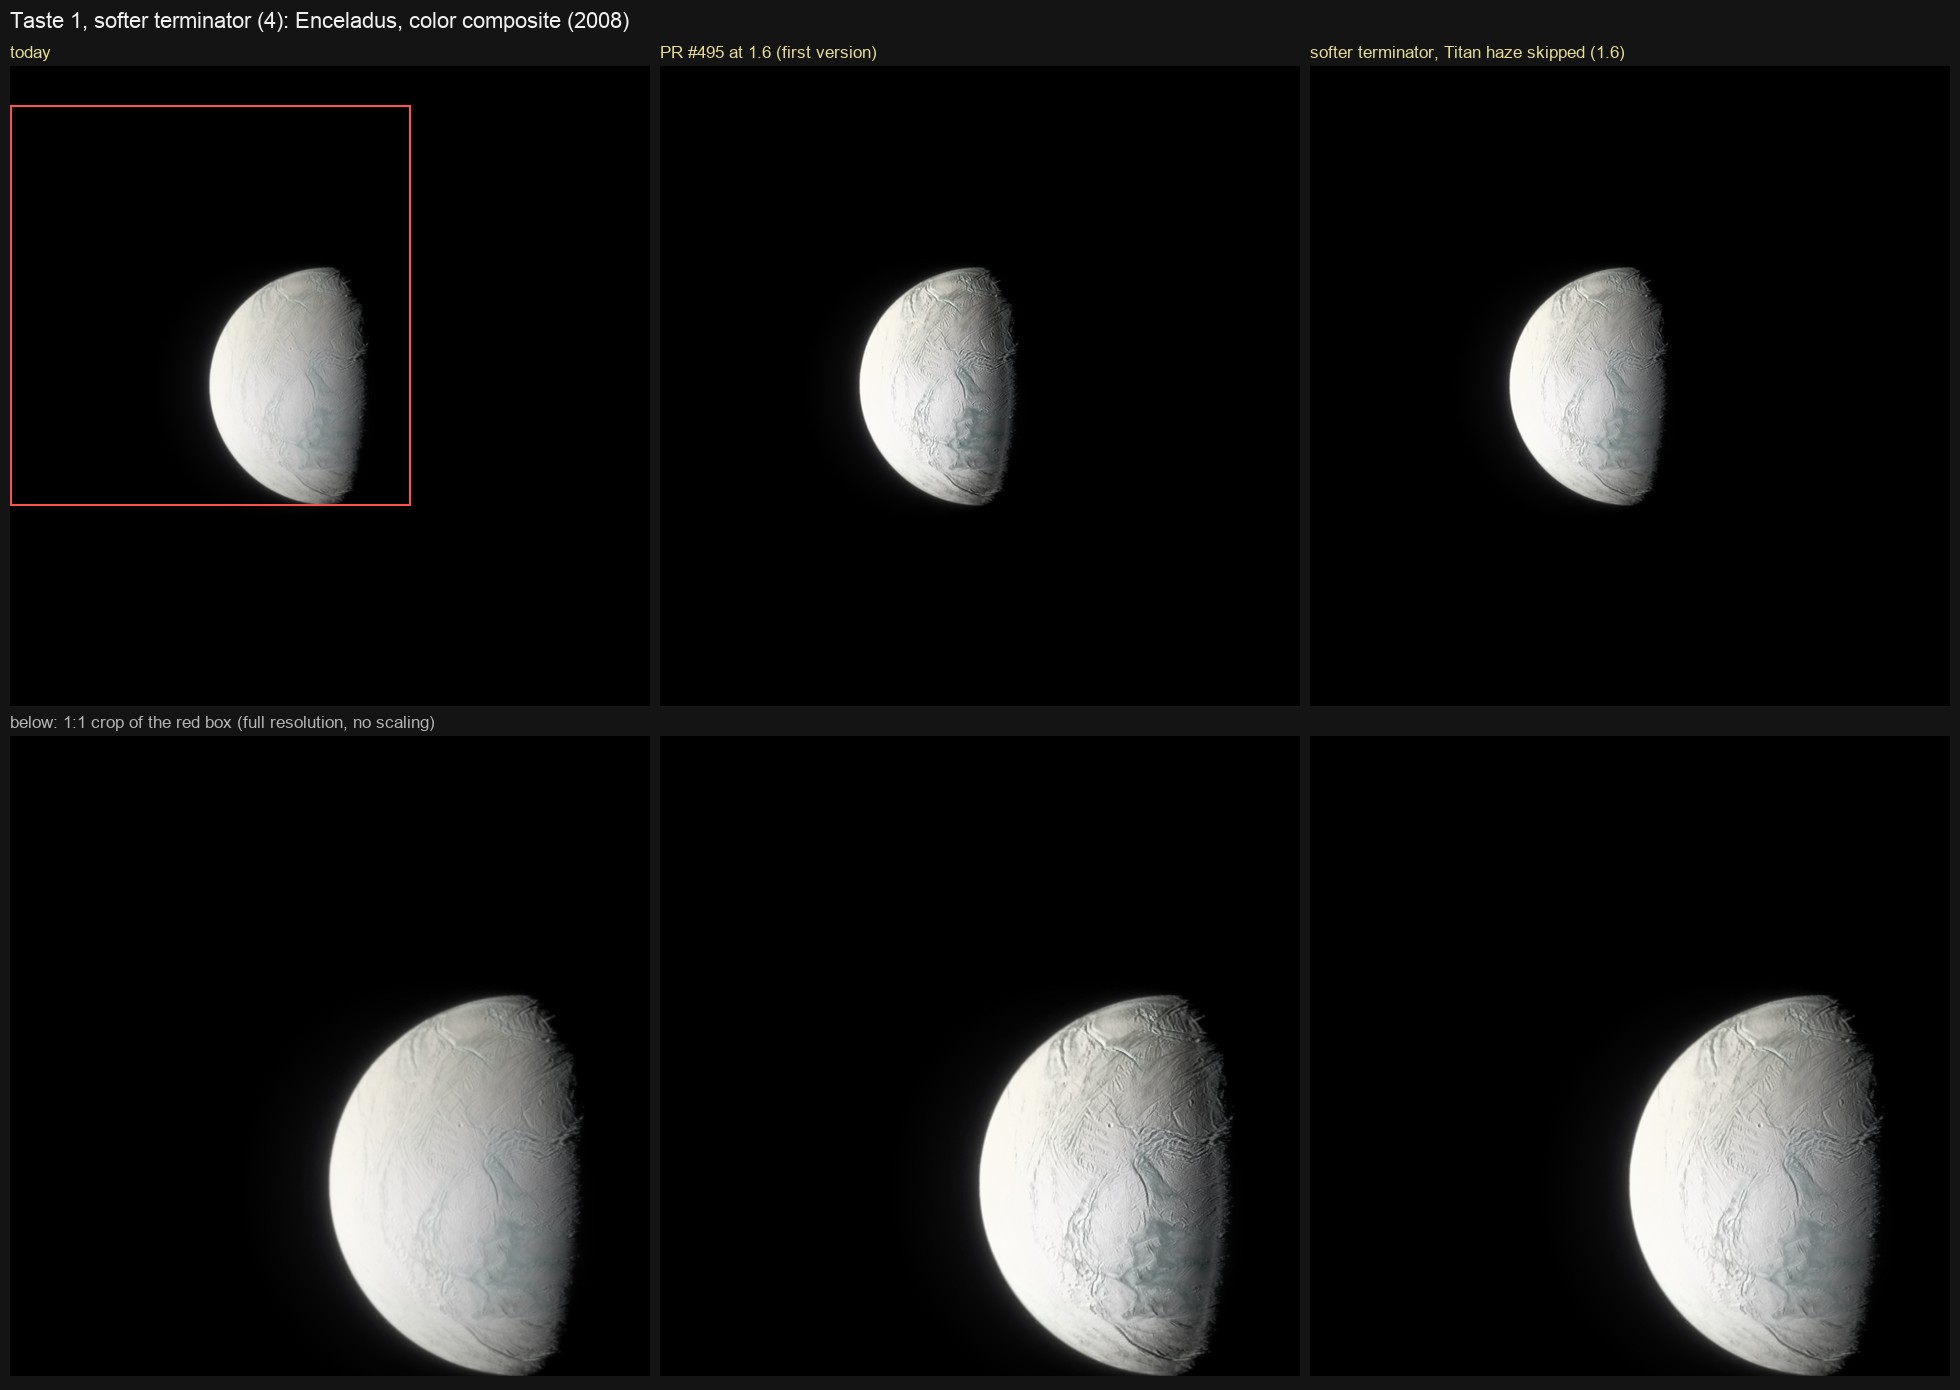 Taste 1, softer terminator (4): Enceladus, color composite (2008)
today
PR #495 at 1.6 (first version)
softer terminator, Titan haze skipped (1.6)
below: 1:1 crop of the red box (full resolution, no scaling)